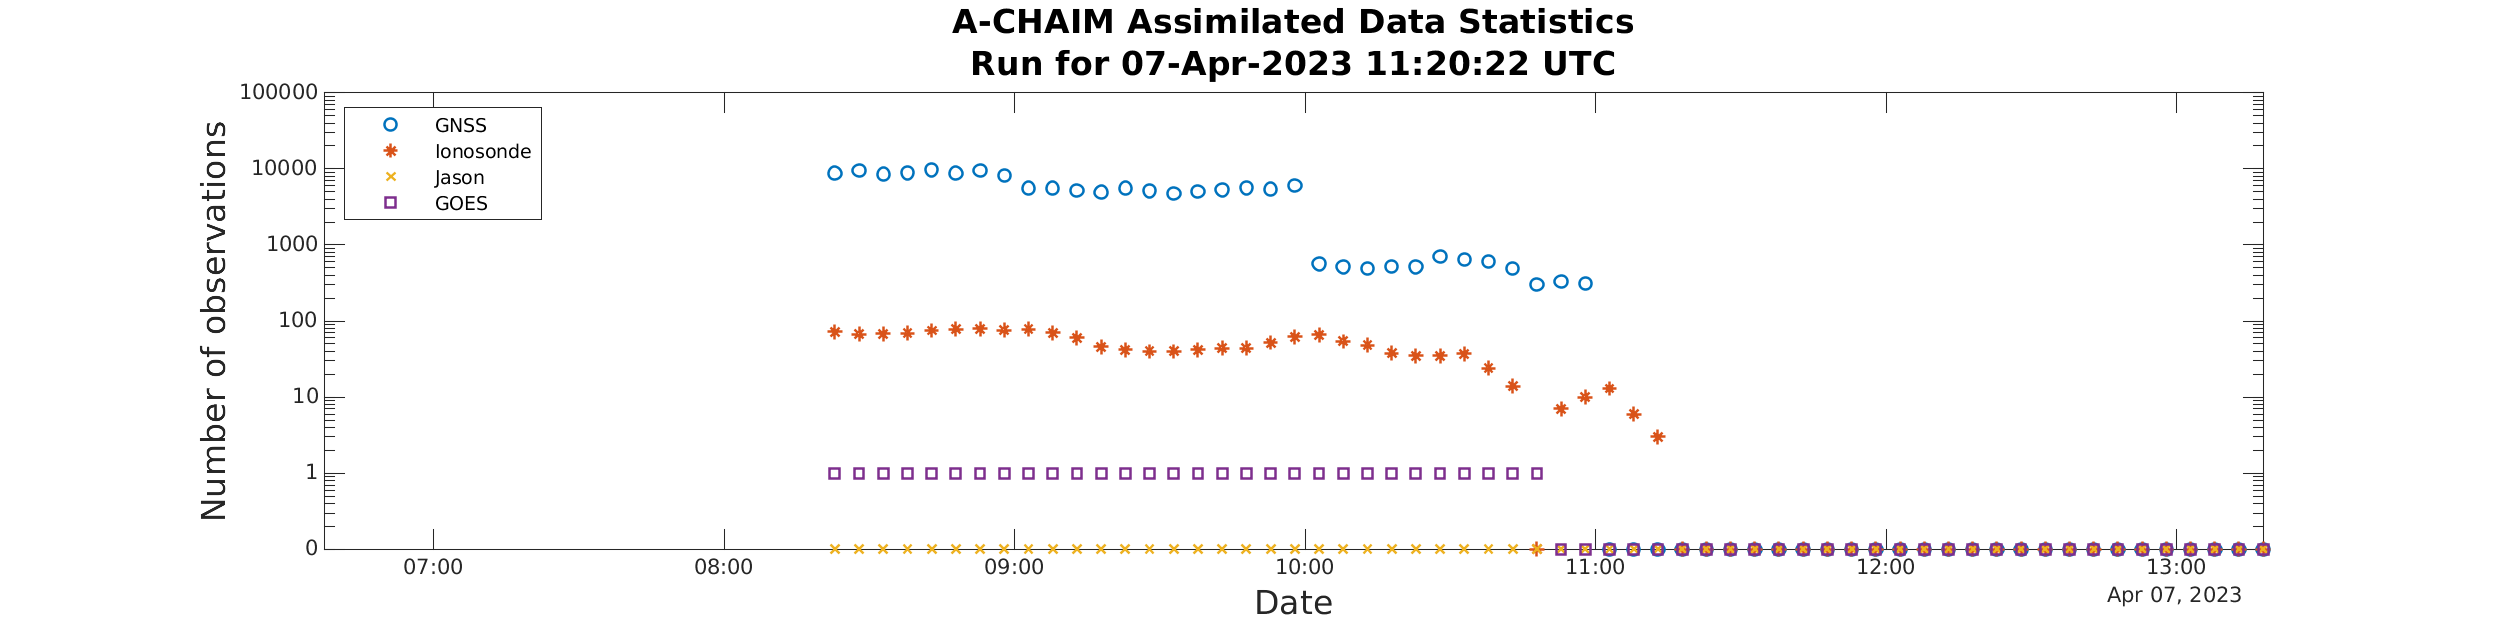 A-CHAIM Assimilated Data Statistics
Run for 07-Apr-2023 11:20:22 UTC
100000
10000
1000
100
10
1
0
Number of observations
GNSS
Ionosonde
Jason
GOES
07:00 08:00 09:00 10:00 11:00 12:00 13:00
Apr 07, 2023
Date